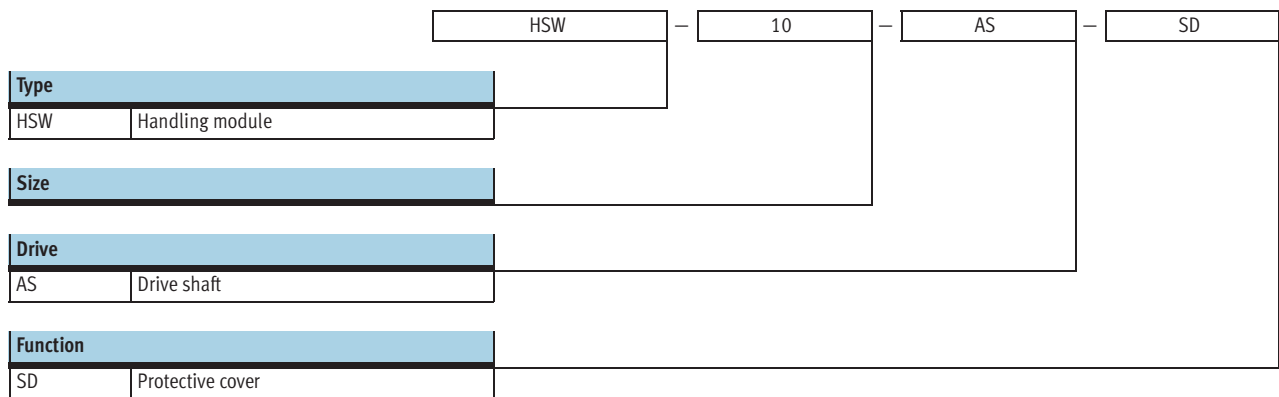 HSW – 10 – AS – SD
Type
HSW Handling module
Size
Drive
AS Drive shaft
Function
SD Protective cover